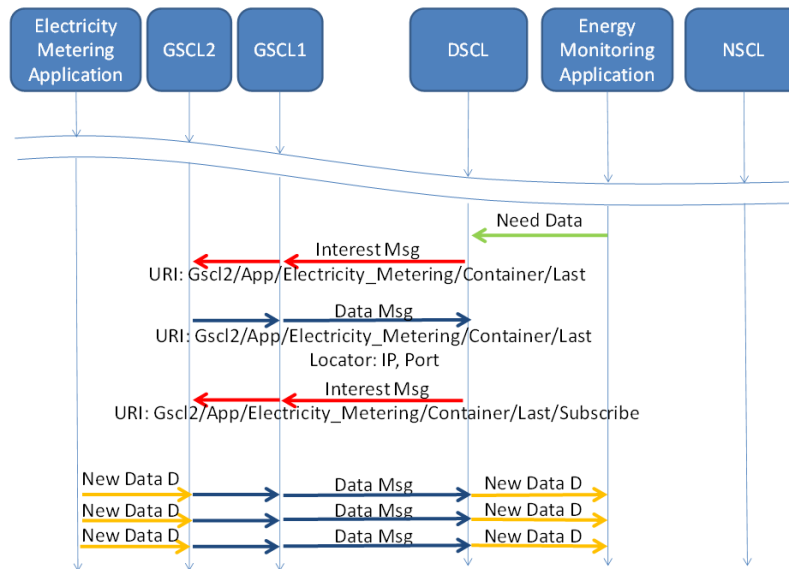 Electricity
Metering
Application
GSCL2
GSCL1
DSCL
Energy
Monitoring
Application
NSCL
Need Data
Interest Msg
URI: Gscl2/App/Electricity_Metering/Container/Last
Data Msg
URI: Gscl2/App/Electricity_Metering/Container/Last
Locator: IP, Port
Interest Msg
URI: Gscl2/App/Electricity_Metering/Container/Last/Subscribe
New Data D
Data Msg
New Data D
New Data D
Data Msg
New Data D
New Data D
Data Msg
New Data D